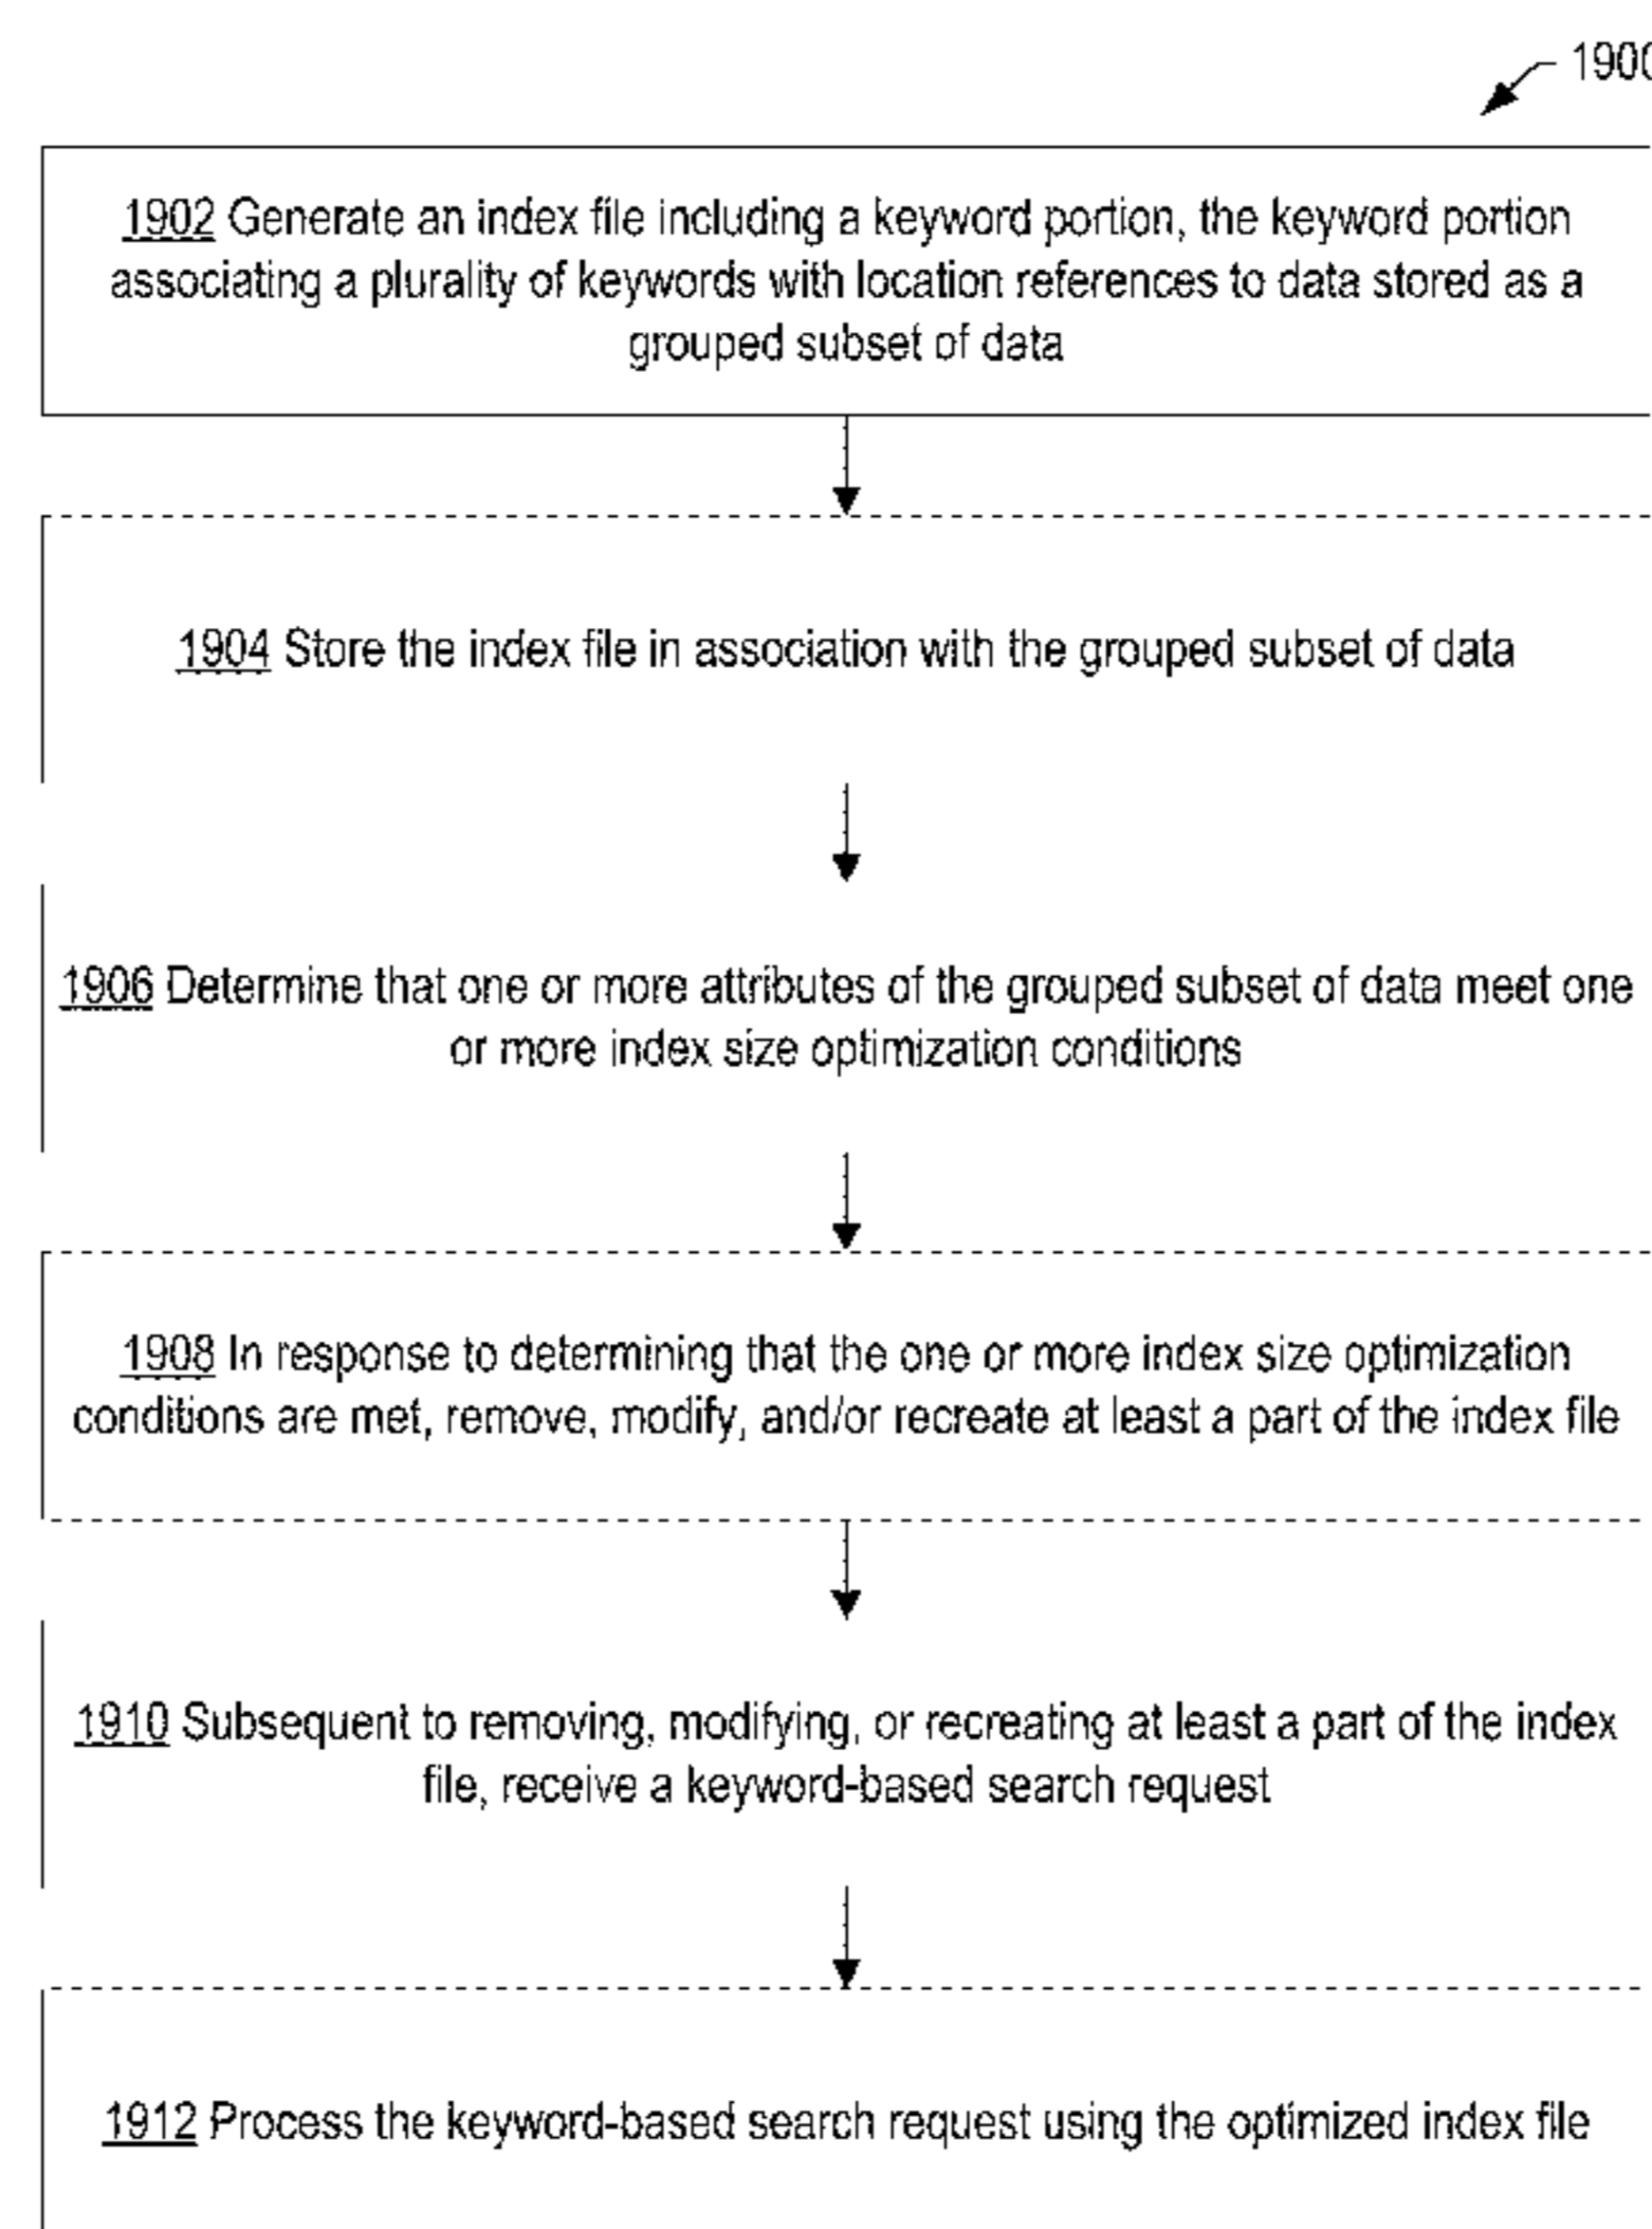 1900
1902 Generate an index file including a keyword portion, the keyword portion
associating a plurality of keywords with location references to data stored as a
grouped subset of data
1904 Store the index file in association with the grouped subset of data
1906 Determine that one or more attributes of the grouped subset of data meet one
or more index size optimization conditions
1908 In response to determining that the one or more index size optimization
conditions are met, remove, modify, and/or recreate at least a part of the index file
1910 Subsequent to removing, modifying, or recreating at least a part of the index
file, receive a keyword-based search request
1912 Process the keyword-based search request using the optimized index file